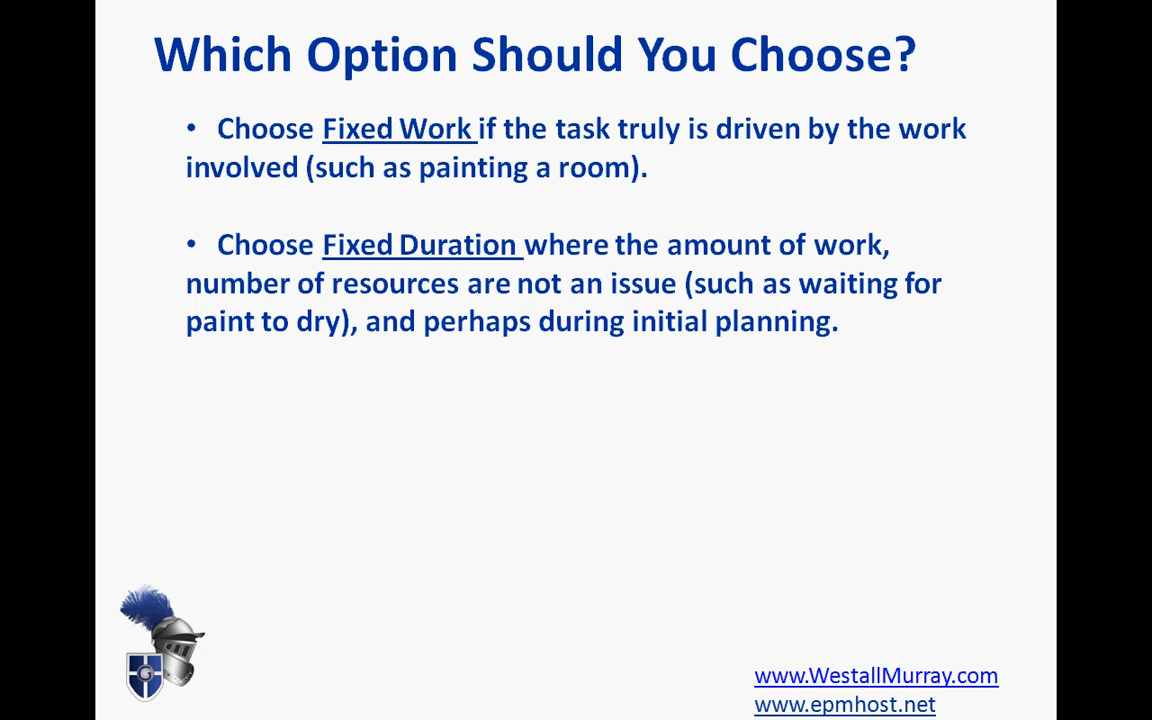 Which Option Should You Choose?
• Choose Fixed Work if the task truly is driven by the work
involved (such as painting a room).
• Choose Fixed Duration where the amount of work,
number of resources are not an issue (such as waiting for
paint to dry), and perhaps during initial planning.
G
www.WestallMurray.com
www.epmhost.net